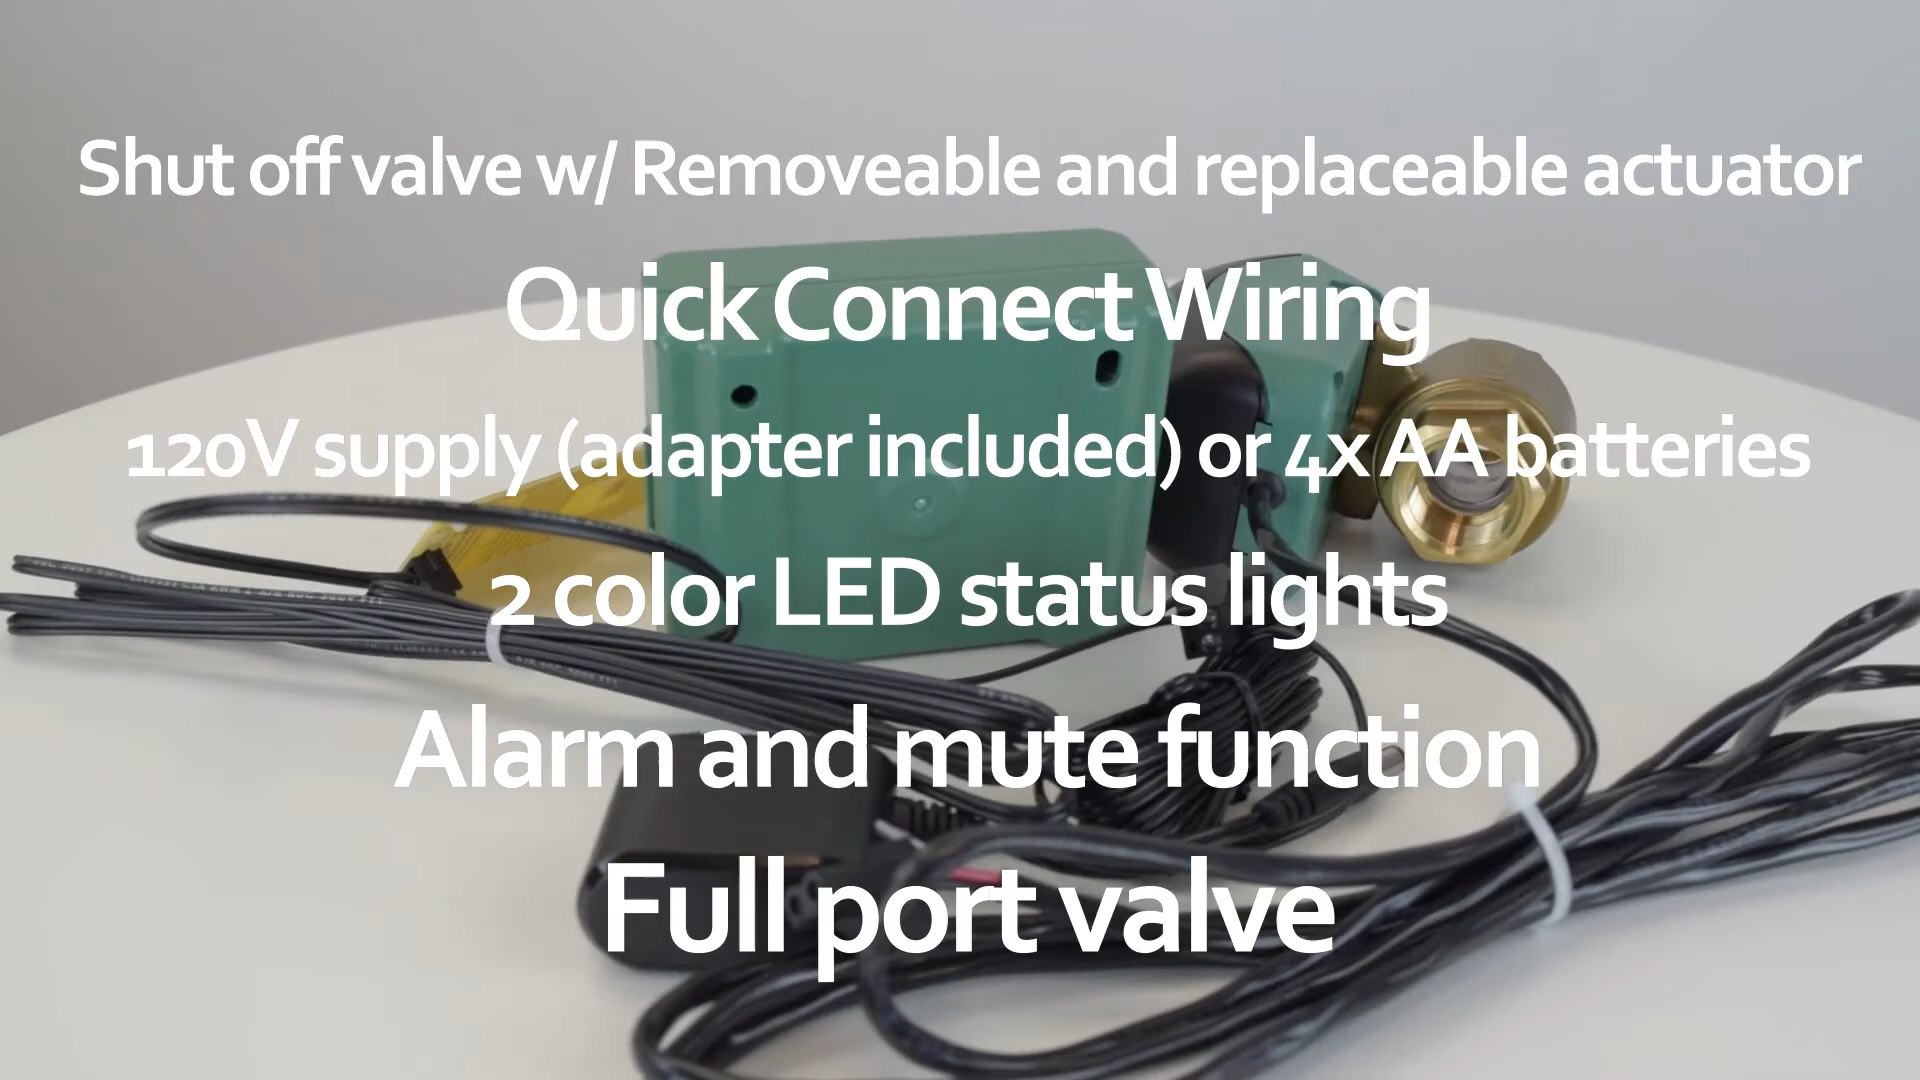 Shut off valve w/ Removeable and replaceable actuator
Quick Connect Wiring
120V supply (adapter included) or 4x AA batteries
2 color LED status lights
Alarm and mute function
Full port valve